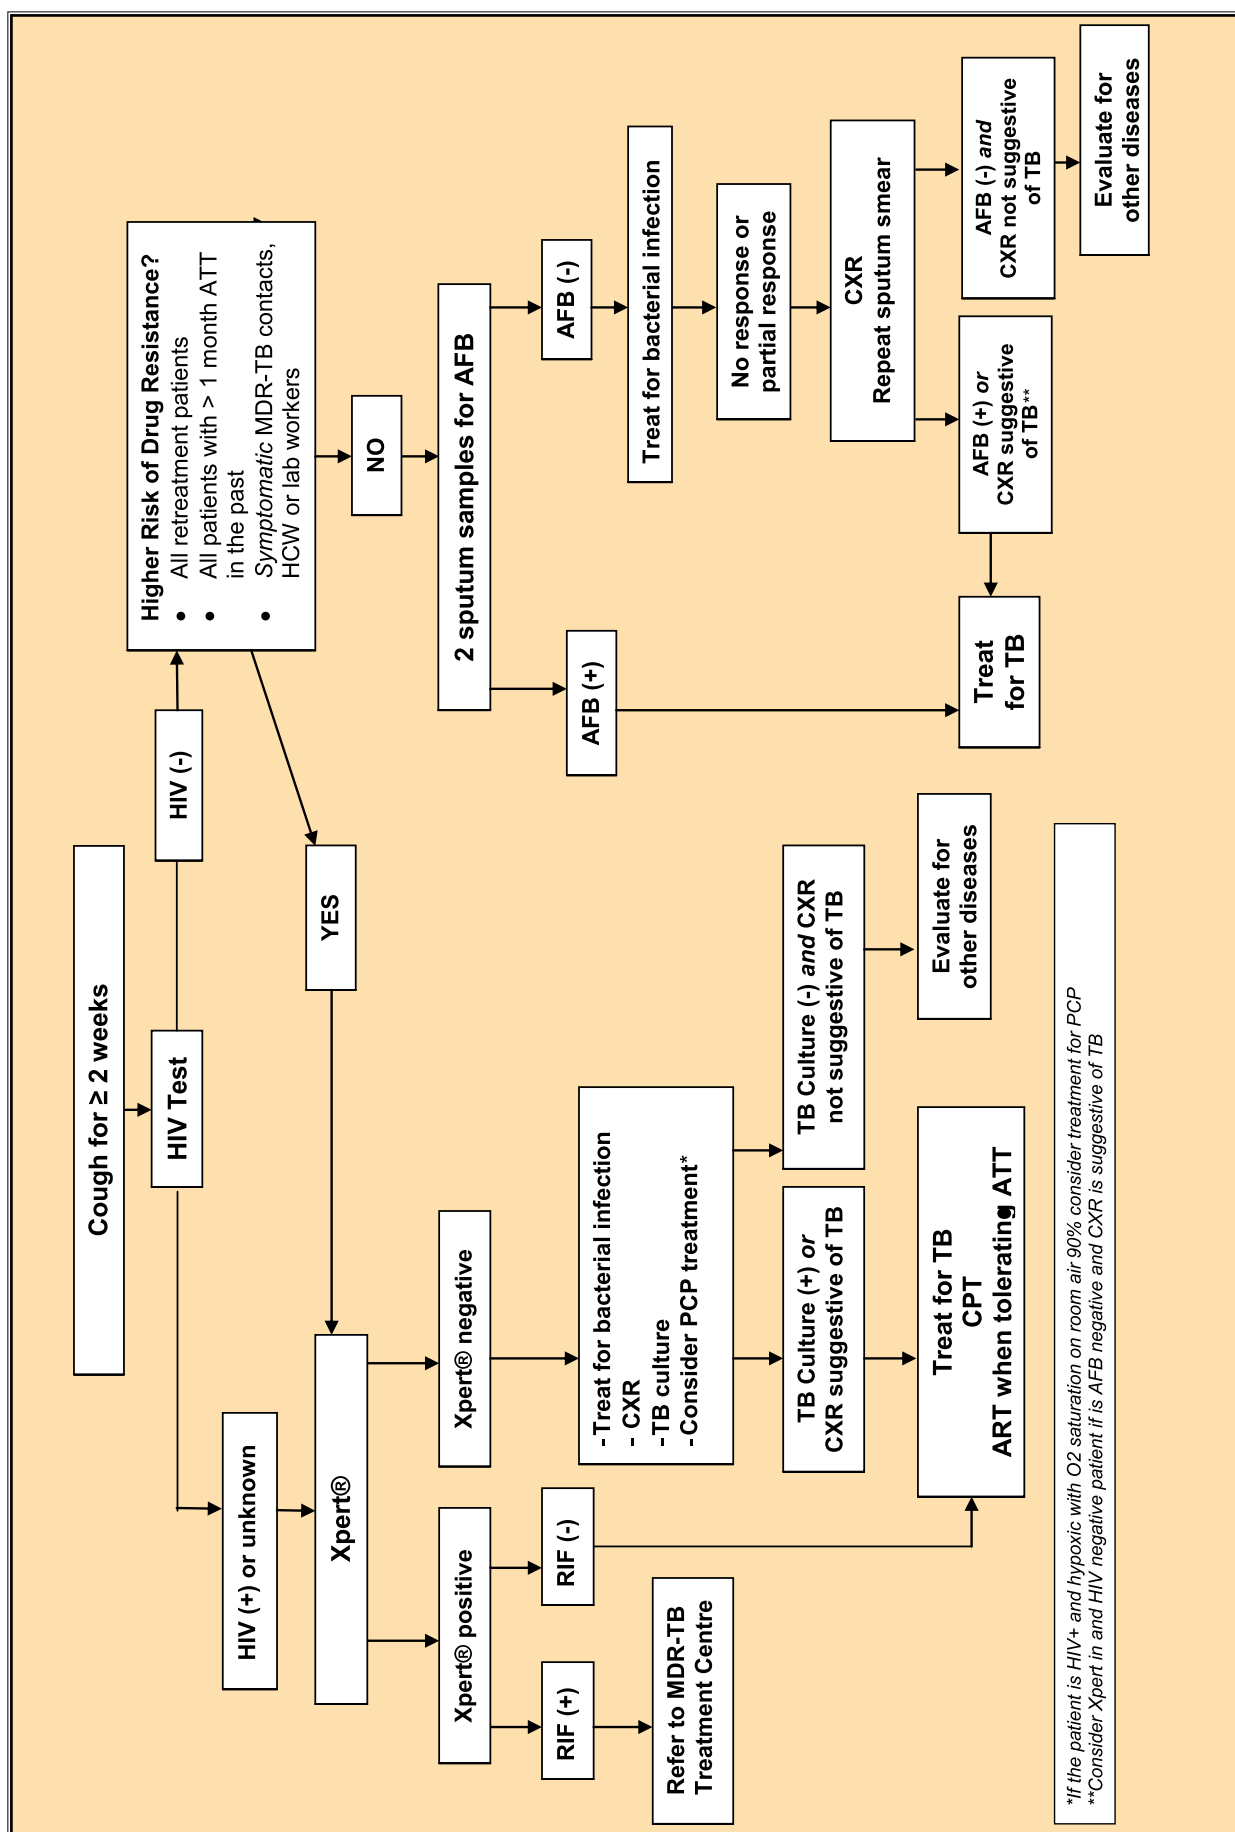 Cough for ≥ 2 weeks
HIV Test
HIV (+) or unknown
HIV (-)
Higher Risk of Drug Resistance?
• All retreatment patients
• All patients with > 1 month ATT
in the past
• Symptomatic MDR-TB contacts,
HCW or lab workers
YES
NO
Xpert®
Xpert® positive
Xpert® negative
RIF (+)
RIF (-)
Refer to MDR-TB
Treatment Centre
- Treat for bacterial infection
- CXR
- TB culture
- Consider PCP treatment*
TB Culture (+) or
CXR suggestive of TB
TB Culture (-) and CXR
not suggestive of TB
Treat for TB
CPT
ART when tolerating ATT
Evaluate for
other diseases
2 sputum samples for AFB
AFB (+)
AFB (-)
Treat for bacterial infection
No response or
partial response
CXR
Repeat sputum smear
AFB (+) or
CXR suggestive
of TB**
AFB (-) and
CXR not suggestive
of TB
Treat
for TB
Evaluate for
other diseases
*If the patient is HIV+ and hypoxic with O2 saturation on room air 90% consider treatment for PCP
**Consider Xpert in and HIV negative patient if is AFB negative and CXR is suggestive of TB